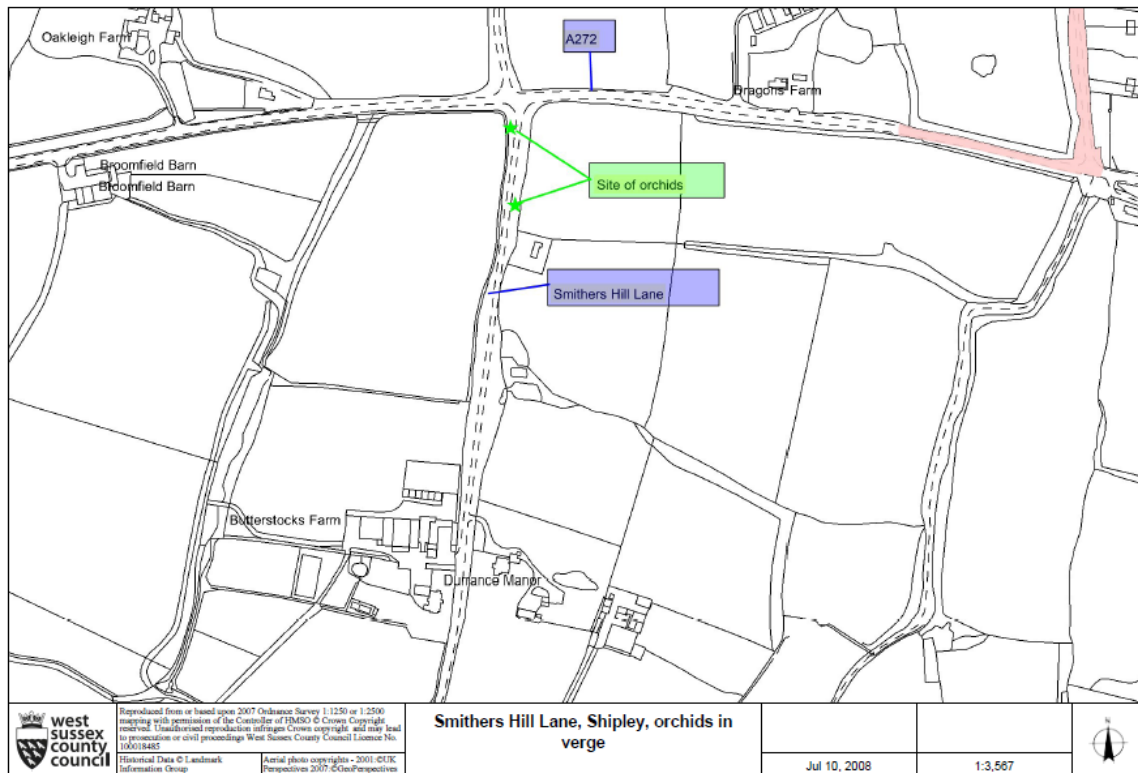 Oakleigh Farm
A272
Dragons Farm
Broomfield Barn
Broomfield Barn
Site of orchids
Smithers Hill Lane
Butterstocks Farm
Durrance Manor
west
sussex
county
council
Reproduced from or based upon 2007 Ordnance Survey 1:1250 or 1:2500
mapping with permission of the Controller of HMSO © Crown Copyright
reserved. Unauthorised reproduction infringes Crown copyright and may lead
to prosecution or civil proceedings West Sussex County Council Licence No.
100018485
Historical Data © Landmark
Information Group
Aerial photo copyrights - 2001:©UK
Perspectives 2007:©GeoPerspectives
Smithers Hill Lane, Shipley, orchids in
verge
Jul 10, 2008
1:3,567
N